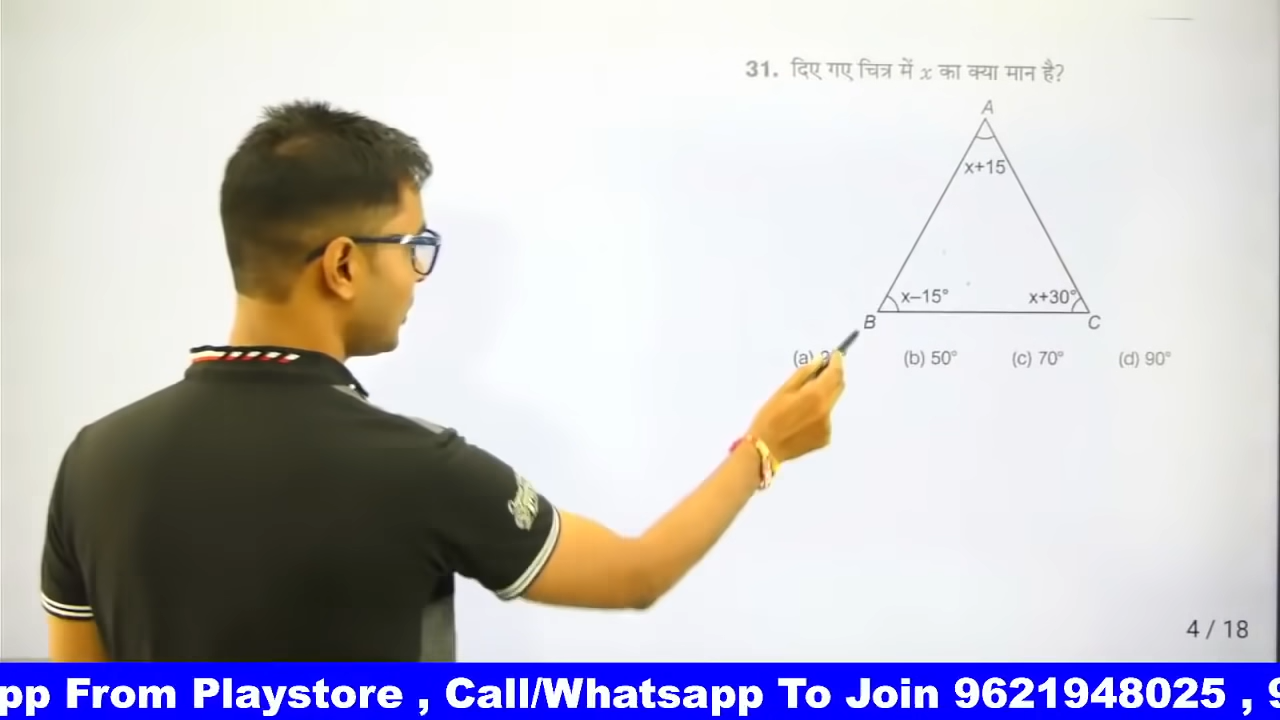 31. दिए गए चित्र में x का क्या मान है?
A
x+15
x–15°
x+30°
B
C
(a)
(b) 50°
(c) 70°
(d) 90°
4 / 18
pp From Playstore , Call/Whatsapp To Join 9621948025 ,